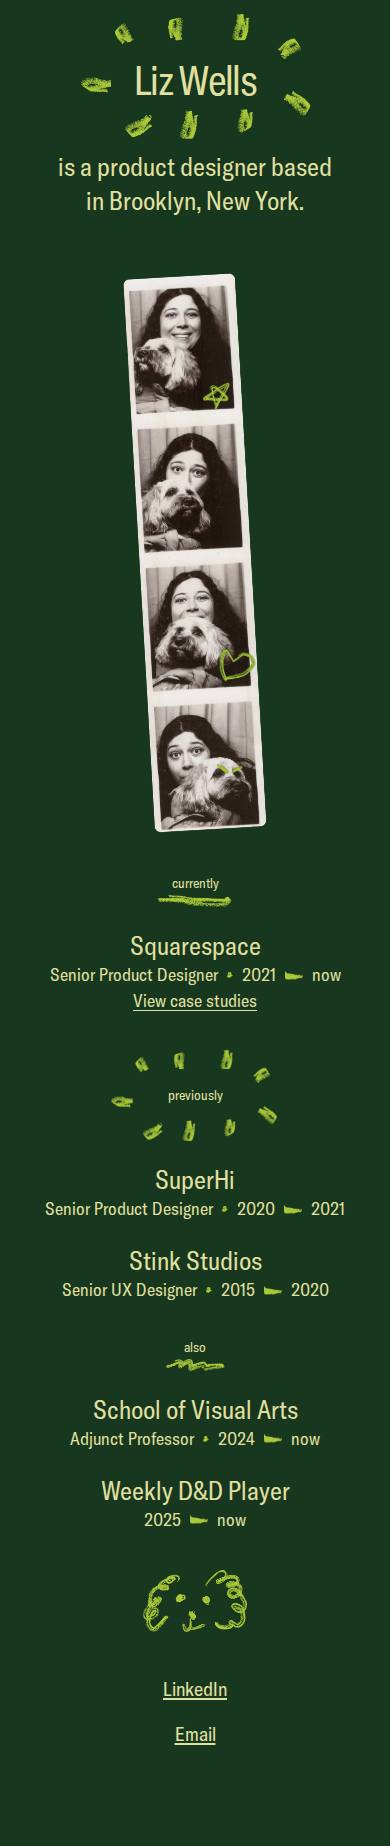 Liz Wells
is a product designer based
in Brooklyn, New York.
currently
Squarespace
Senior Product Designer 2021 now
View case studies
previously
SuperHi
Senior Product Designer 2020 2021
Stink Studios
Senior UX Designer 2015 2020
also
School of Visual Arts
Adjunct Professor 2024 now
Weekly D&D Player
2025 now
LinkedIn
Email